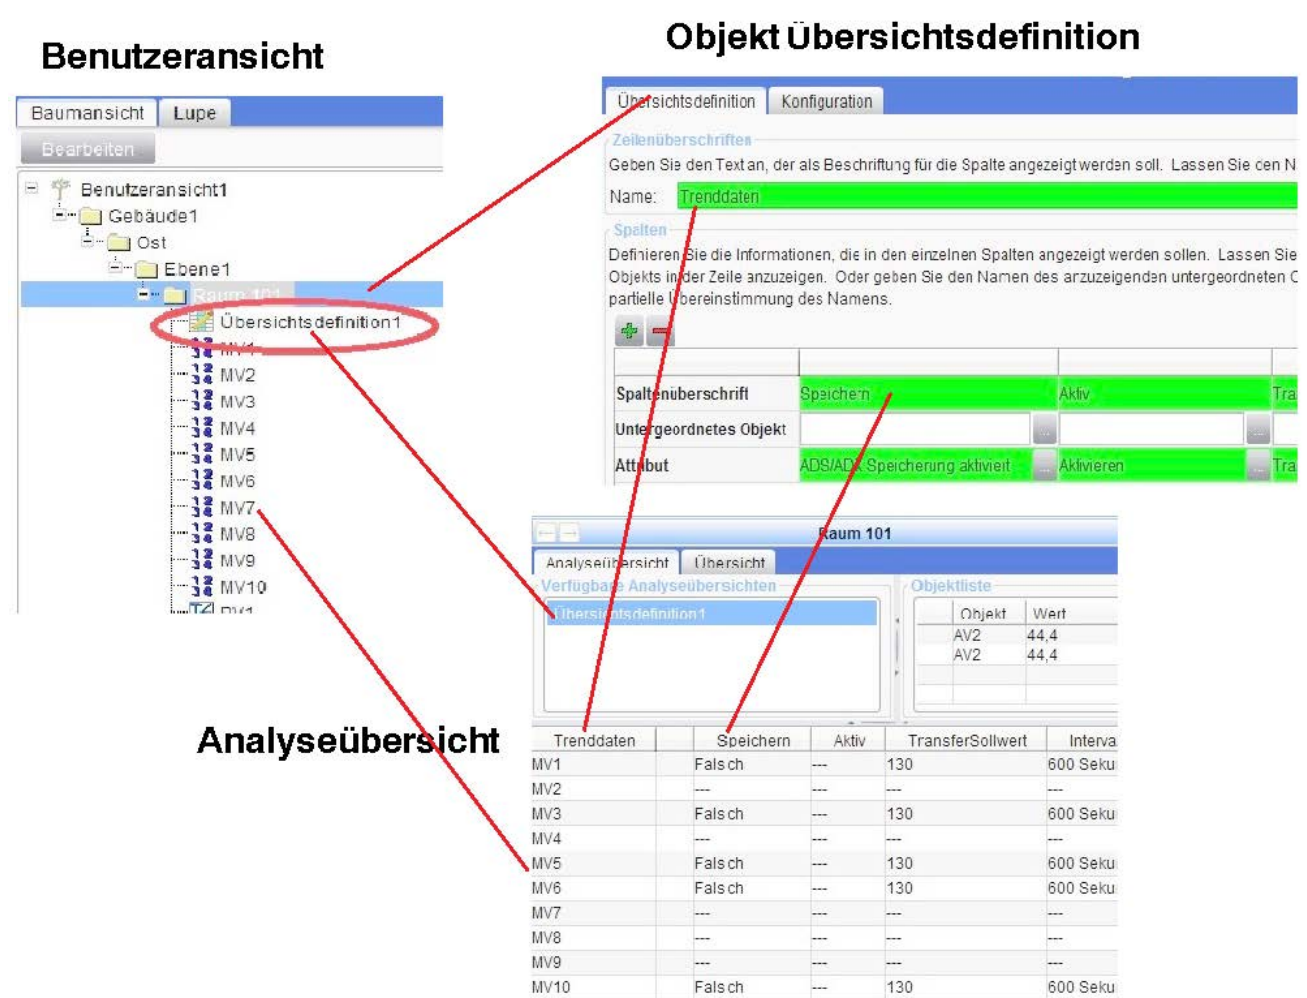 Benutzeransicht
Objekt Übersichtsdefinition
Baumansicht Lupe
Bearbeiten
Benutzeransicht1
Gebäude1
Ost
Ebene1
Raum 101
Übersichtsdefinition1
MV1
MV2
MV3
MV4
MV5
MV6
MV7
MV8
MV9
MV10
Übersichtsdefinition Konfiguration
Zeilenüberschriften
Geben Sie den Text an, der als Beschriftung für die Spalte angezeigt werden soll. Lassen Sie den N
Name: Trenddaten
Spalten
Definieren Sie die Informationen, die in den einzelnen Spalten angezeigt werden sollen. Lassen Sie
Objekts in der Zeile anzuzeigen. Oder geben Sie den Namen des anzuzeigenden untergeordneten O
partielle Übereinstimmung des Namens.
Spaltenüberschrift Speichern Aktiv Tra
Untergeordnetes Objekt ... ...
Attribut ADS/ADX Speicherung aktiviert ... Aktivieren ... Tra
Raum 101
Analyseübersicht Übersicht
Verfügbare Analyseübersichten
Übersichtsdefinition1
Objektliste
Objekt Wert
AV2 44,4
AV2 44,4
Analyseübersicht
Trenddaten Speichern Aktiv TransferSollwert Interva
MV1 Falsch --- 130 600 Seku
MV2 --- --- --- ---
MV3 Falsch --- 130 600 Seku
MV4 --- --- --- ---
MV5 Falsch --- 130 600 Seku
MV6 Falsch --- 130 600 Seku
MV7 --- --- --- ---
MV8 --- --- --- ---
MV9 --- --- --- ---
MV10 Falsch --- 130 600 Seku